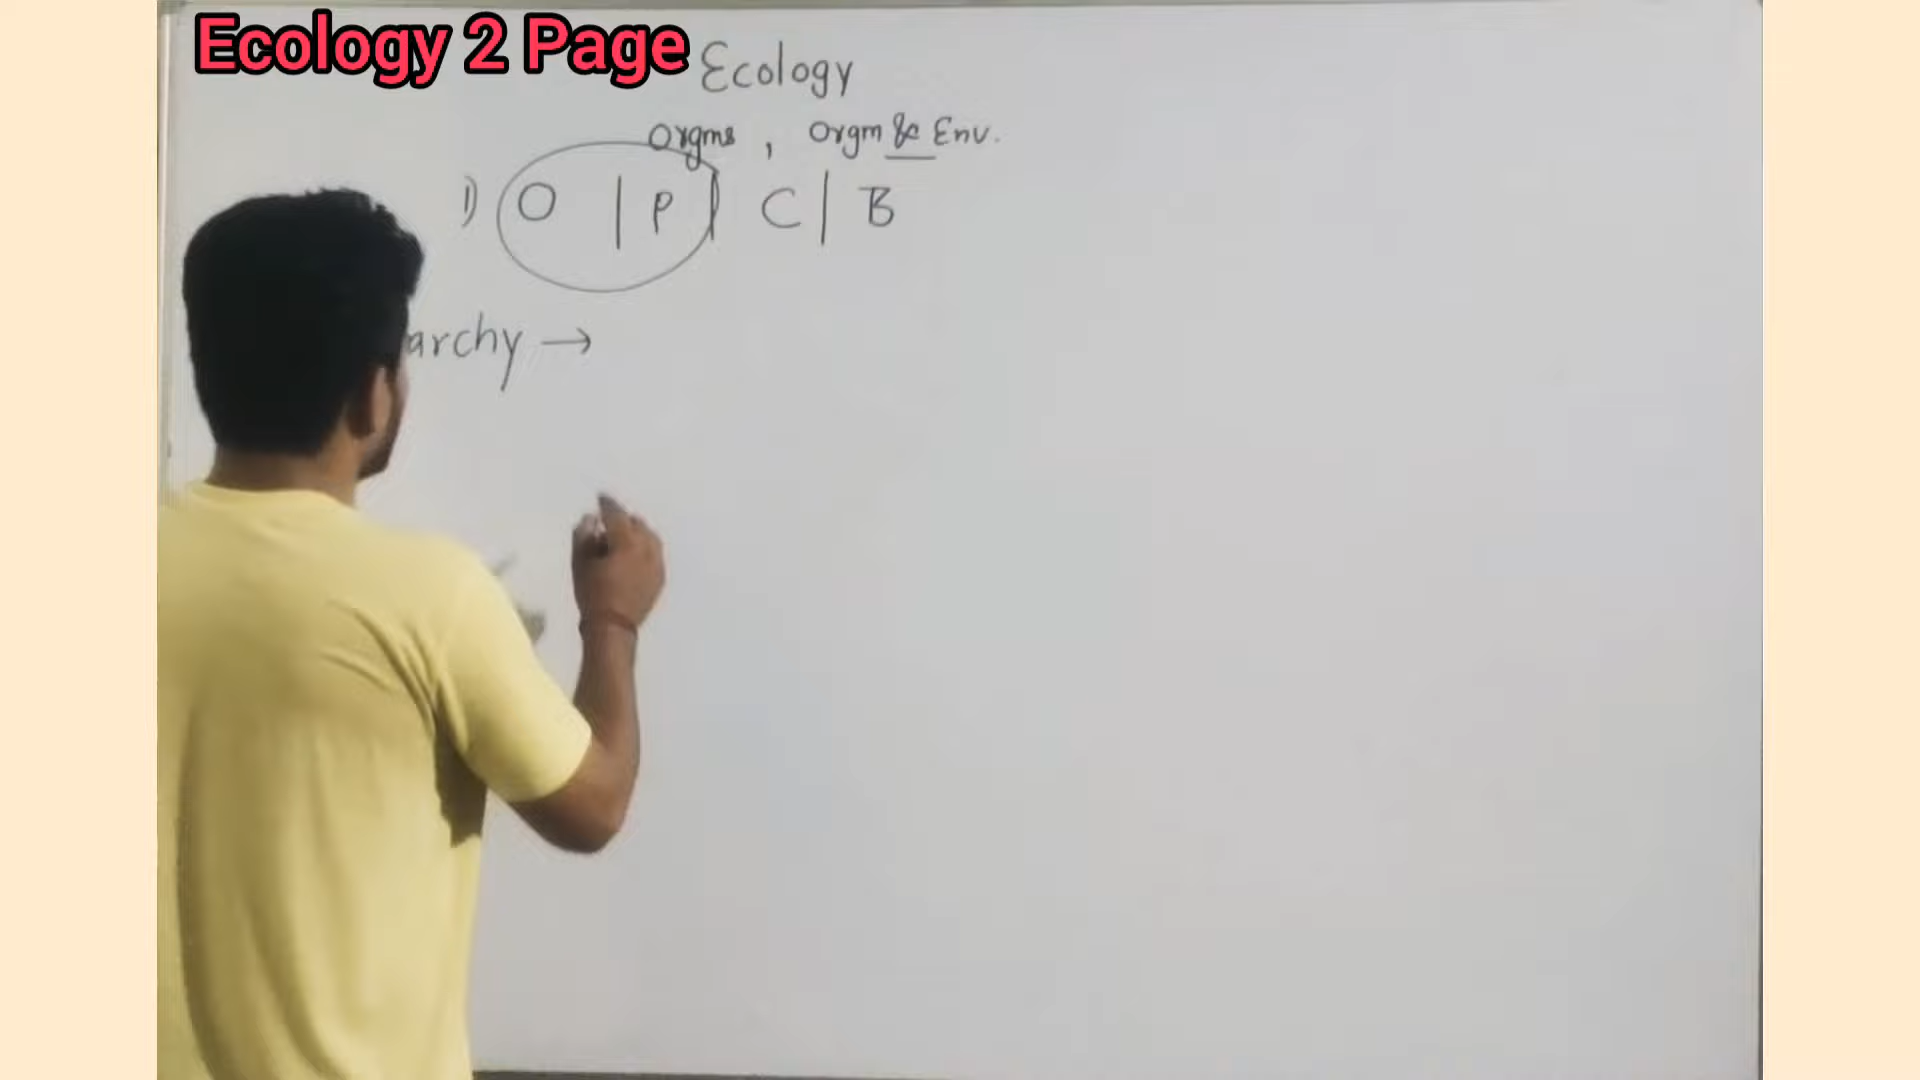 Ecology 2 Page
Ecology
Orgms , Orgm & Env.
1) O | P | C | B
archy →